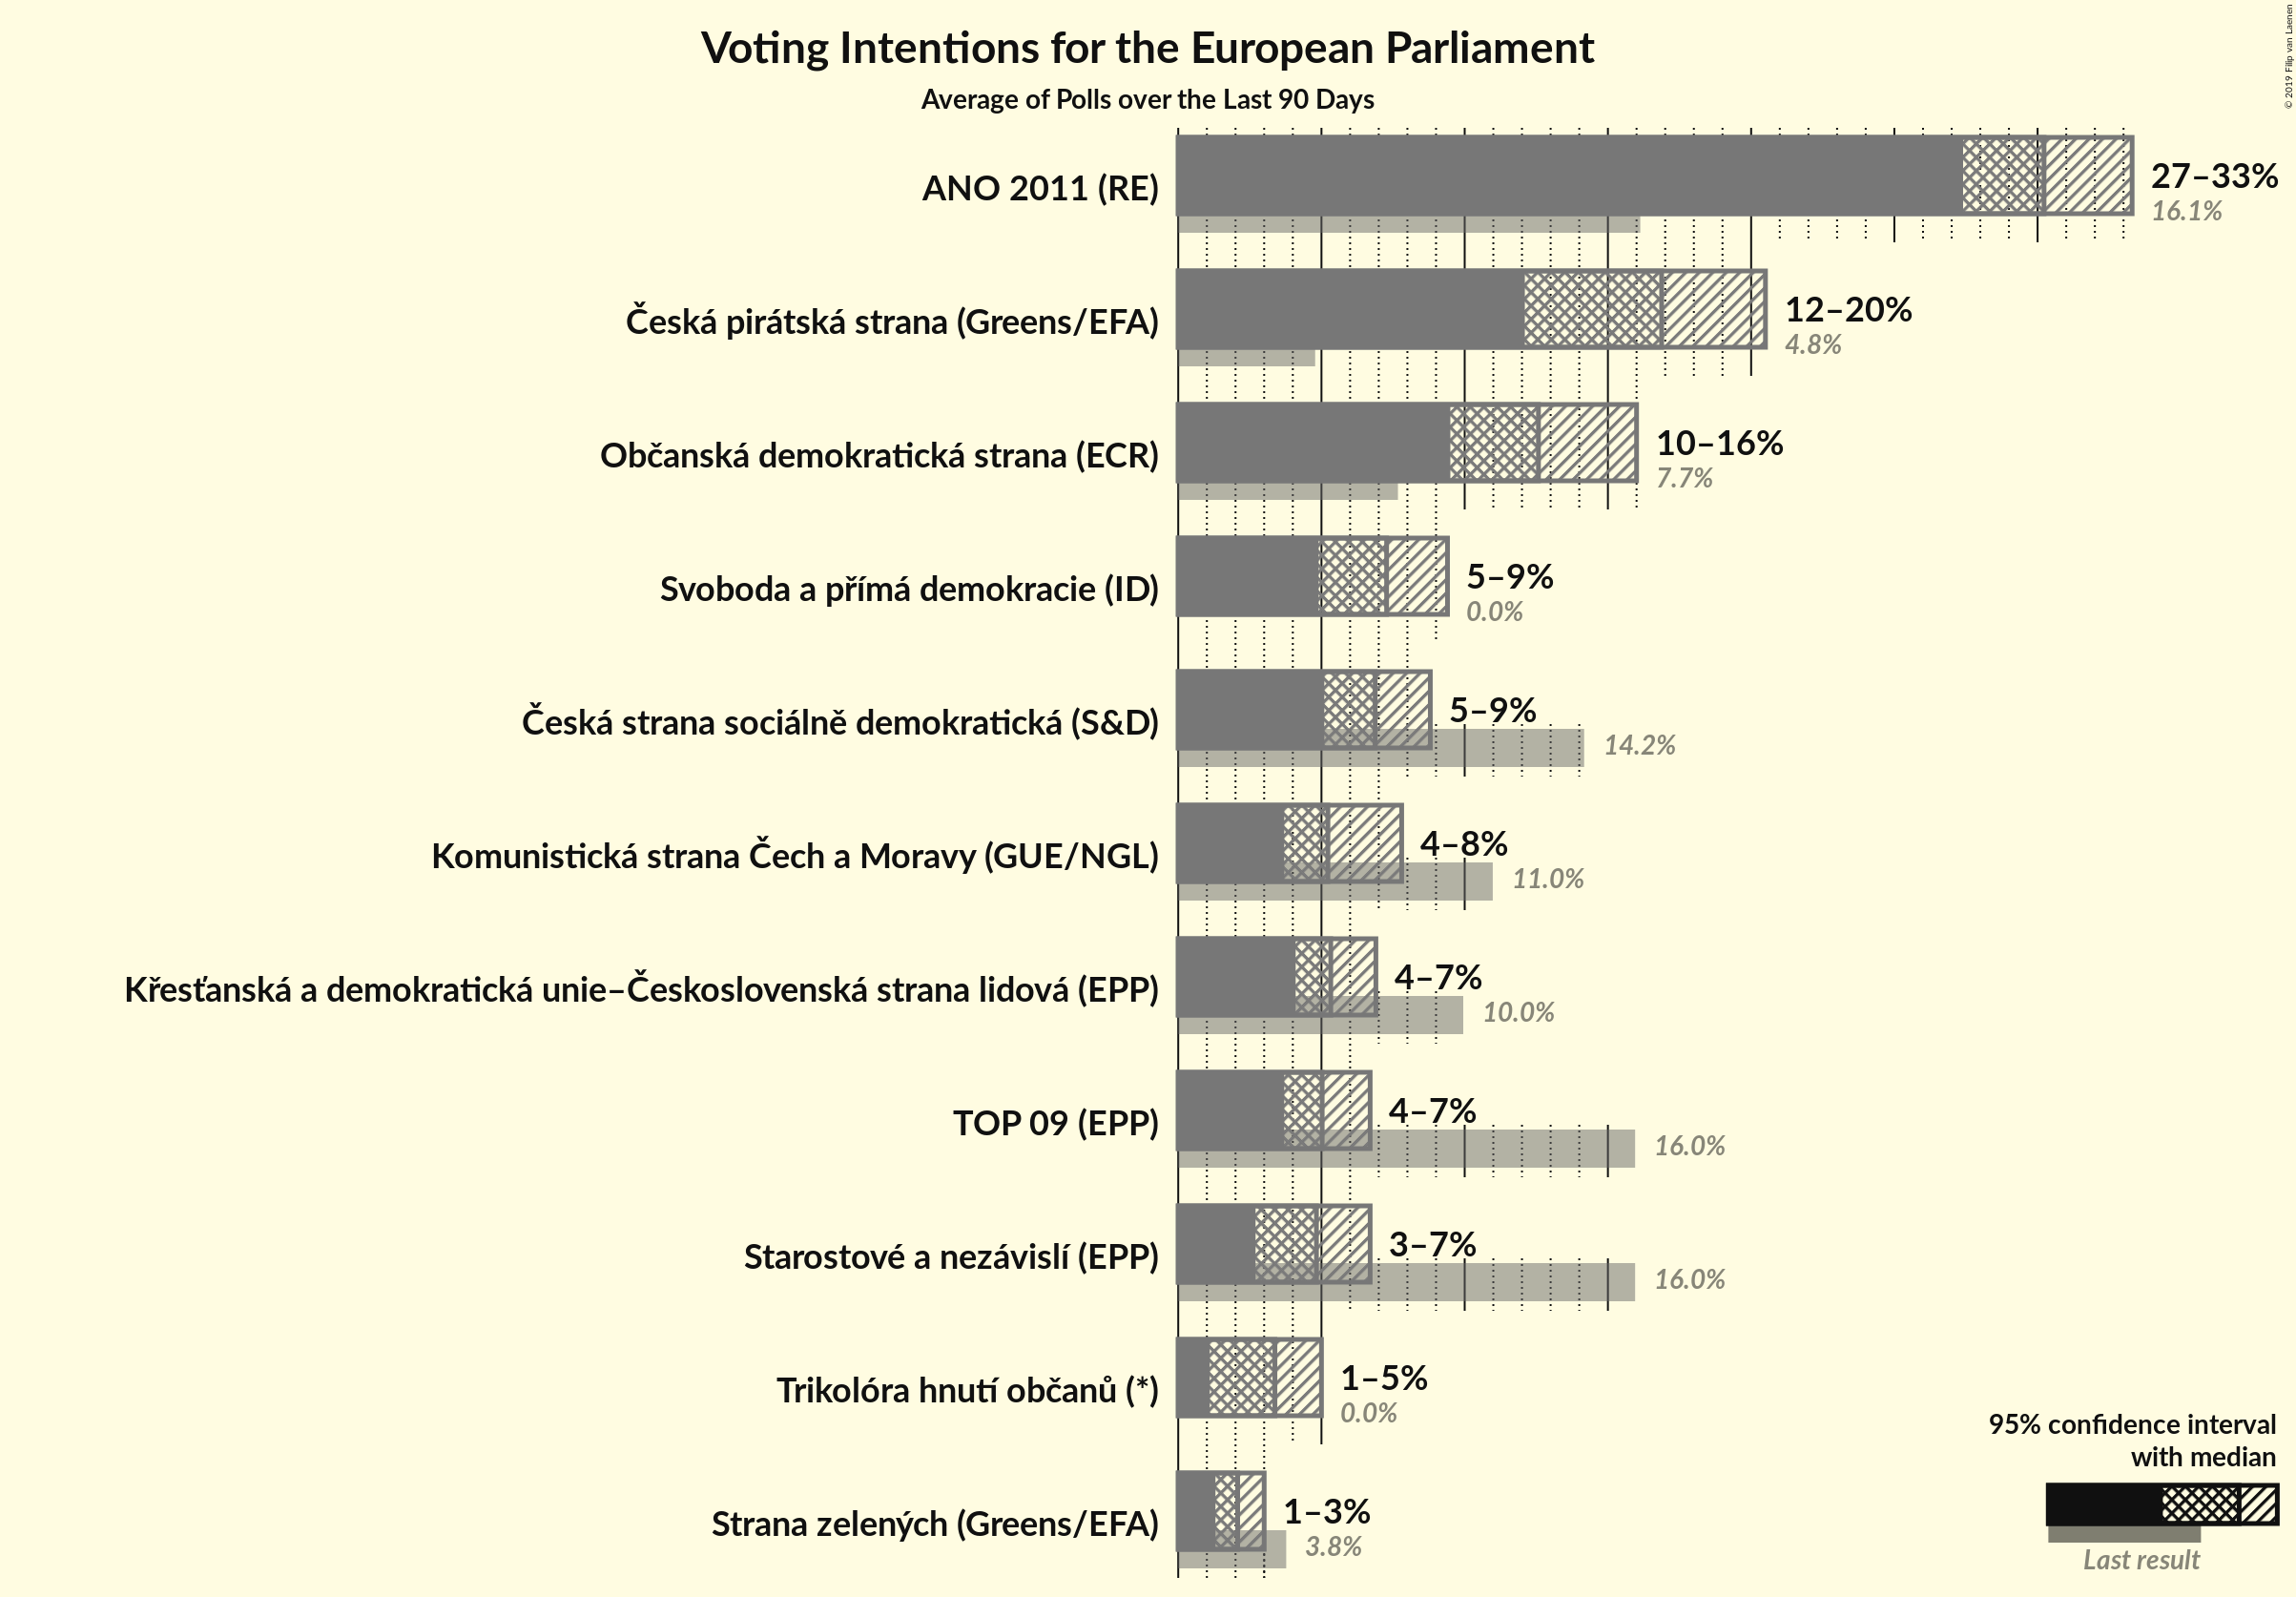 © 2019 Filip van Laenen
Voting Intentions for the European Parliament
Average of Polls over the Last 90 Days
ANO 2011 (RE)
27–33%
16.1%
Česká pirátská strana (Greens/EFA)
12–20%
4.8%
Občanská demokratická strana (ECR)
10–16%
7.7%
Svoboda a přímá demokracie (ID)
5–9%
0.0%
Česká strana sociálně demokratická (S&D)
5–9%
14.2%
Komunistická strana Čech a Moravy (GUE/NGL)
4–8%
11.0%
Křesťanská a demokratická unie–Československá strana lidová (EPP)
4–7%
10.0%
TOP 09 (EPP)
4–7%
16.0%
Starostové a nezávislí (EPP)
3–7%
16.0%
Trikolóra hnutí občanů (*)
1–5%
0.0%
Strana zelených (Greens/EFA)
1–3%
3.8%
95% confidence interval
with median
Last result